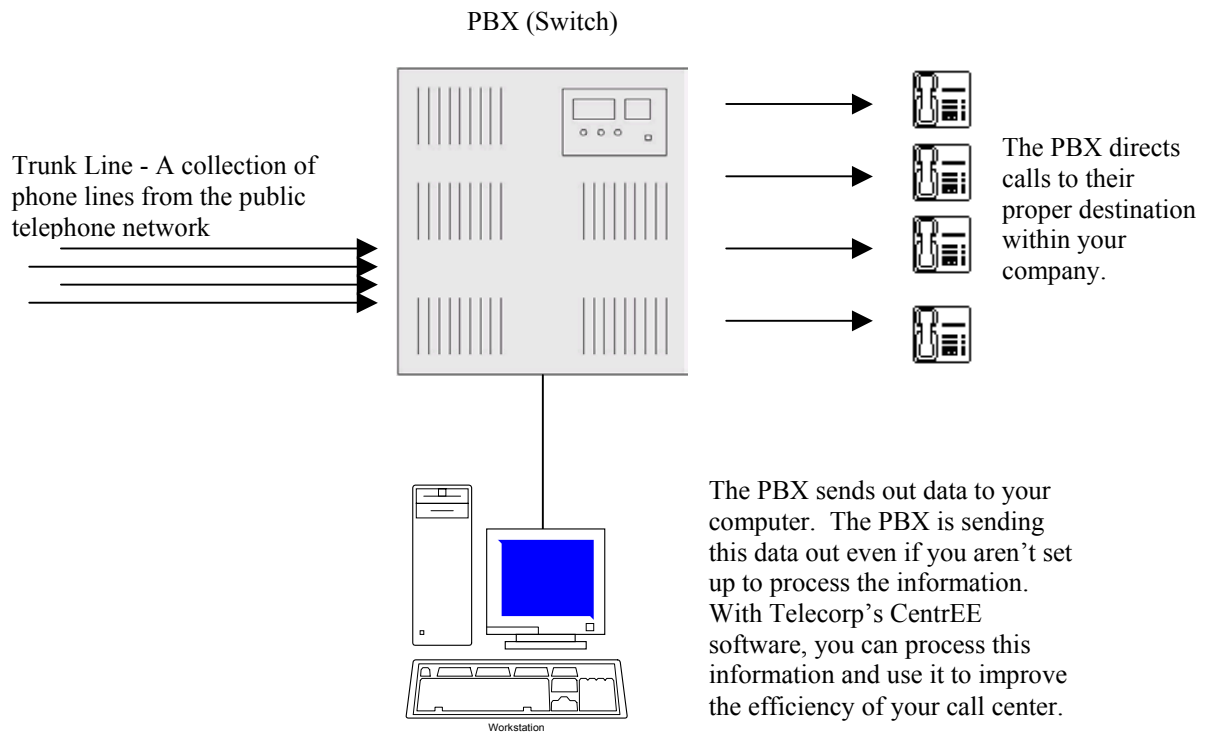 PBX (Switch)
Trunk Line - A collection of
phone lines from the public
telephone network
The PBX directs
calls to their
proper destination
within your
company.
The PBX sends out data to your
computer.  The PBX is sending
this data out even if you aren’t set
up to process the information.
With Telecorp’s CentrEE
software, you can process this
information and use it to improve
the efficiency of your call center.
Workstation